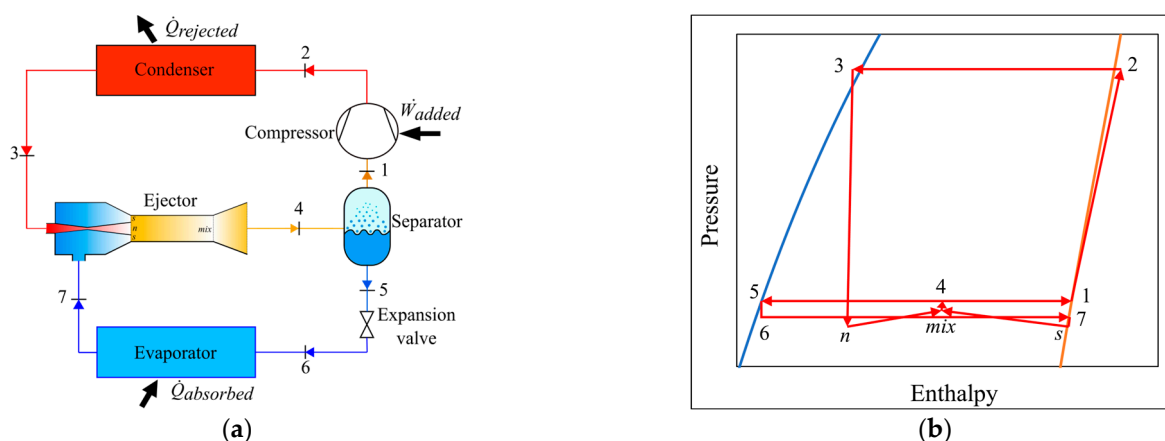 Q̇rejected
Condenser
2
Ẇadded
Compressor
3
1
Ejector
s
n
s
mix
4
Separator
7
5
Expansion
valve
Evaporator
6
Q̇absorbed
(a)
3
2
Pressure
5
4
1
6
n
mix
s
7
Enthalpy
(b)